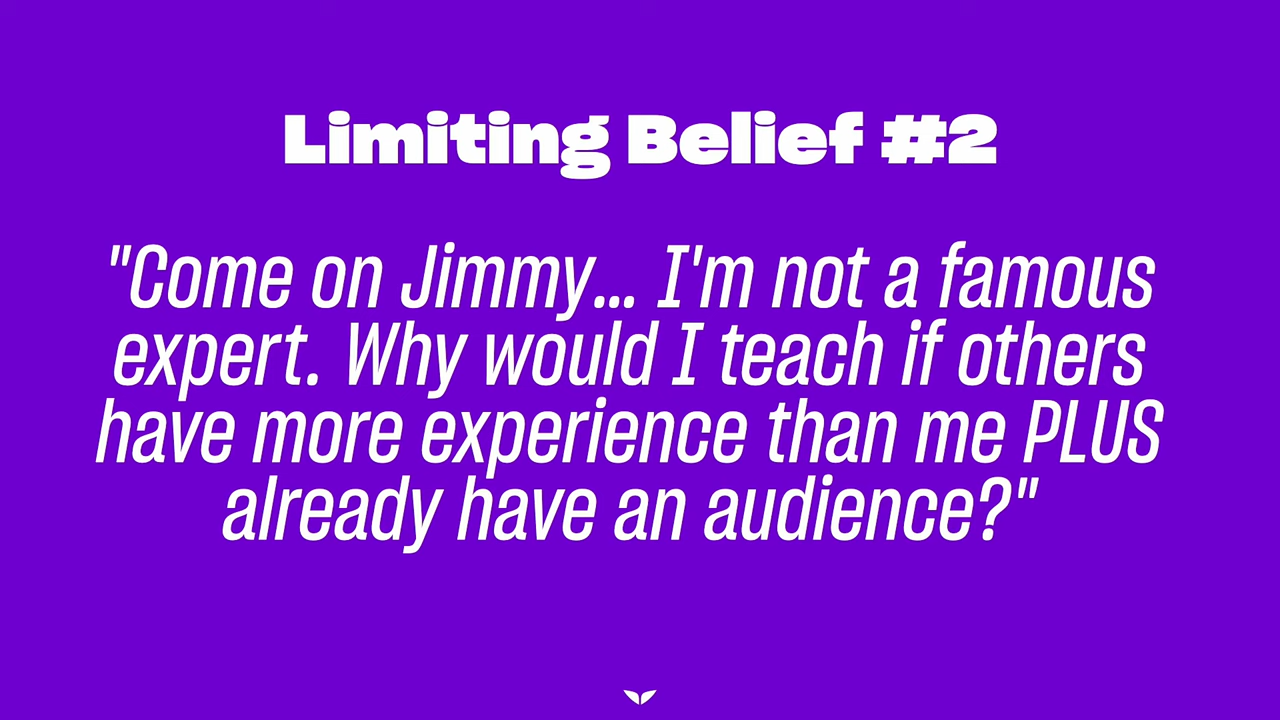 Limiting Belief #2
"Come on Jimmy... I'm not a famous
expert. Why would I teach if others
have more experience than me PLUS
already have an audience?"